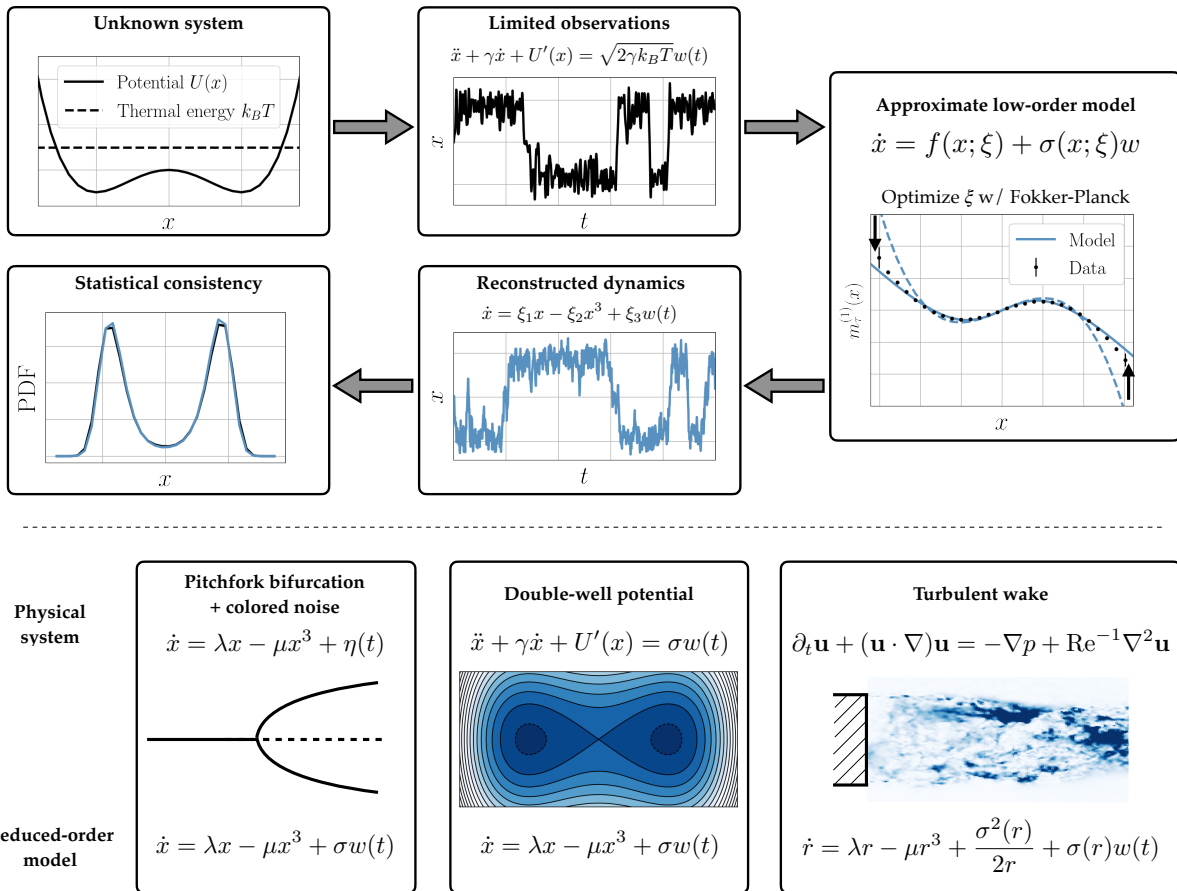 Unknown system
Potential U(x)
Thermal energy k_BT
x
Limited observations
ẍ + γẋ + U′(x) = √2γk_BT w(t)
x
t
Approximate low-order model
ẋ = f(x; ξ) + σ(x; ξ)w
Optimize ξ w/ Fokker-Planck
Model
Data
m_τ^(1)(x)
x
Statistical consistency
PDF
x
Reconstructed dynamics
ẋ = ξ₁x − ξ₂x³ + ξ₃w(t)
x
t
Physical
system
Pitchfork bifurcation
+ colored noise
ẋ = λx − μx³ + η(t)
Double-well potential
ẍ + γẋ + U′(x) = σw(t)
Turbulent wake
∂ₜu + (u · ∇)u = −∇p + Re⁻¹∇²u
educed-order
model
ẋ = λx − μx³ + σw(t)
ẋ = λx − μx³ + σw(t)
ṙ = λr − μr³ + σ²(r)/2r + σ(r)w(t)